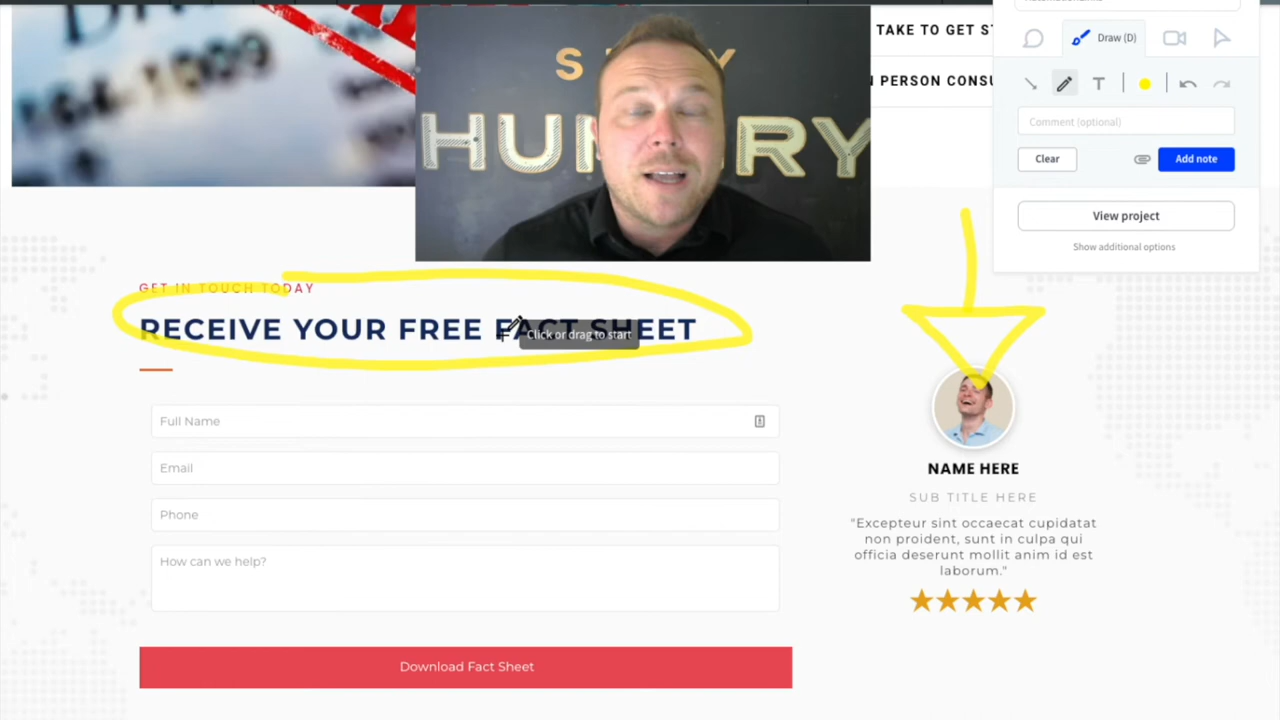 TAKE TO GET
PERSON
S
Y
HUN
RY
Draw (D)
T
Comment (optional)
Clear
Add note
View project
Show additional options
GET IN TOUCH TODAY
RECEIVE YOUR FREE FACT SHEET
Click or drag to start
Full Name
Email
Phone
How can we help?
Download Fact Sheet
NAME HERE
SUB TITLE HERE
"Excepteur sint occaecat cupidatat
non proident, sunt in culpa qui
officia deserunt mollit anim id est
laborum."